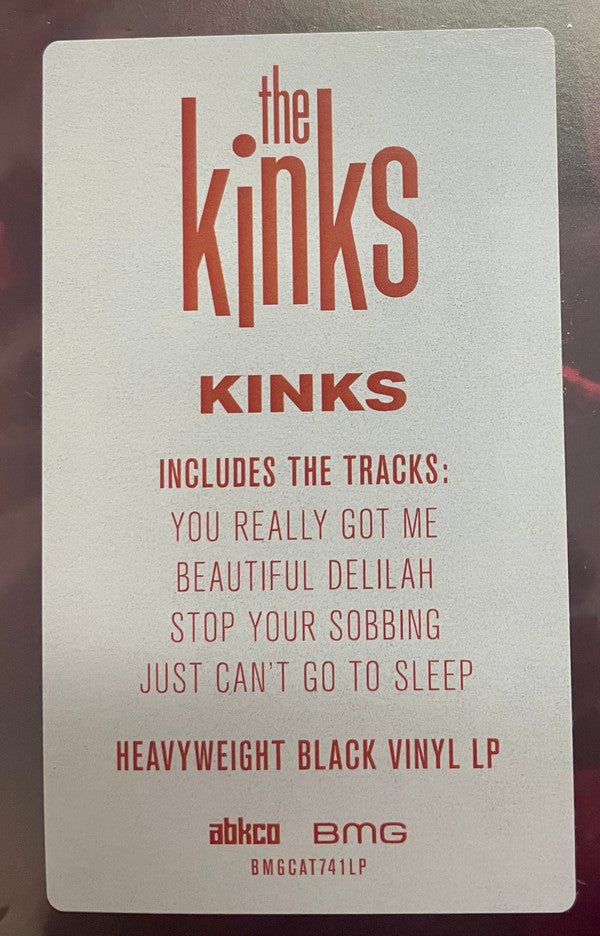 the
kinks
KINKS
INCLUDES THE TRACKS:
YOU REALLY GOT ME
BEAUTIFUL DELILAH
STOP YOUR SOBBING
JUST CAN'T GO TO SLEEP
HEAVYWEIGHT BLACK VINYL LP
abkco BMG
BMGCAT741LP